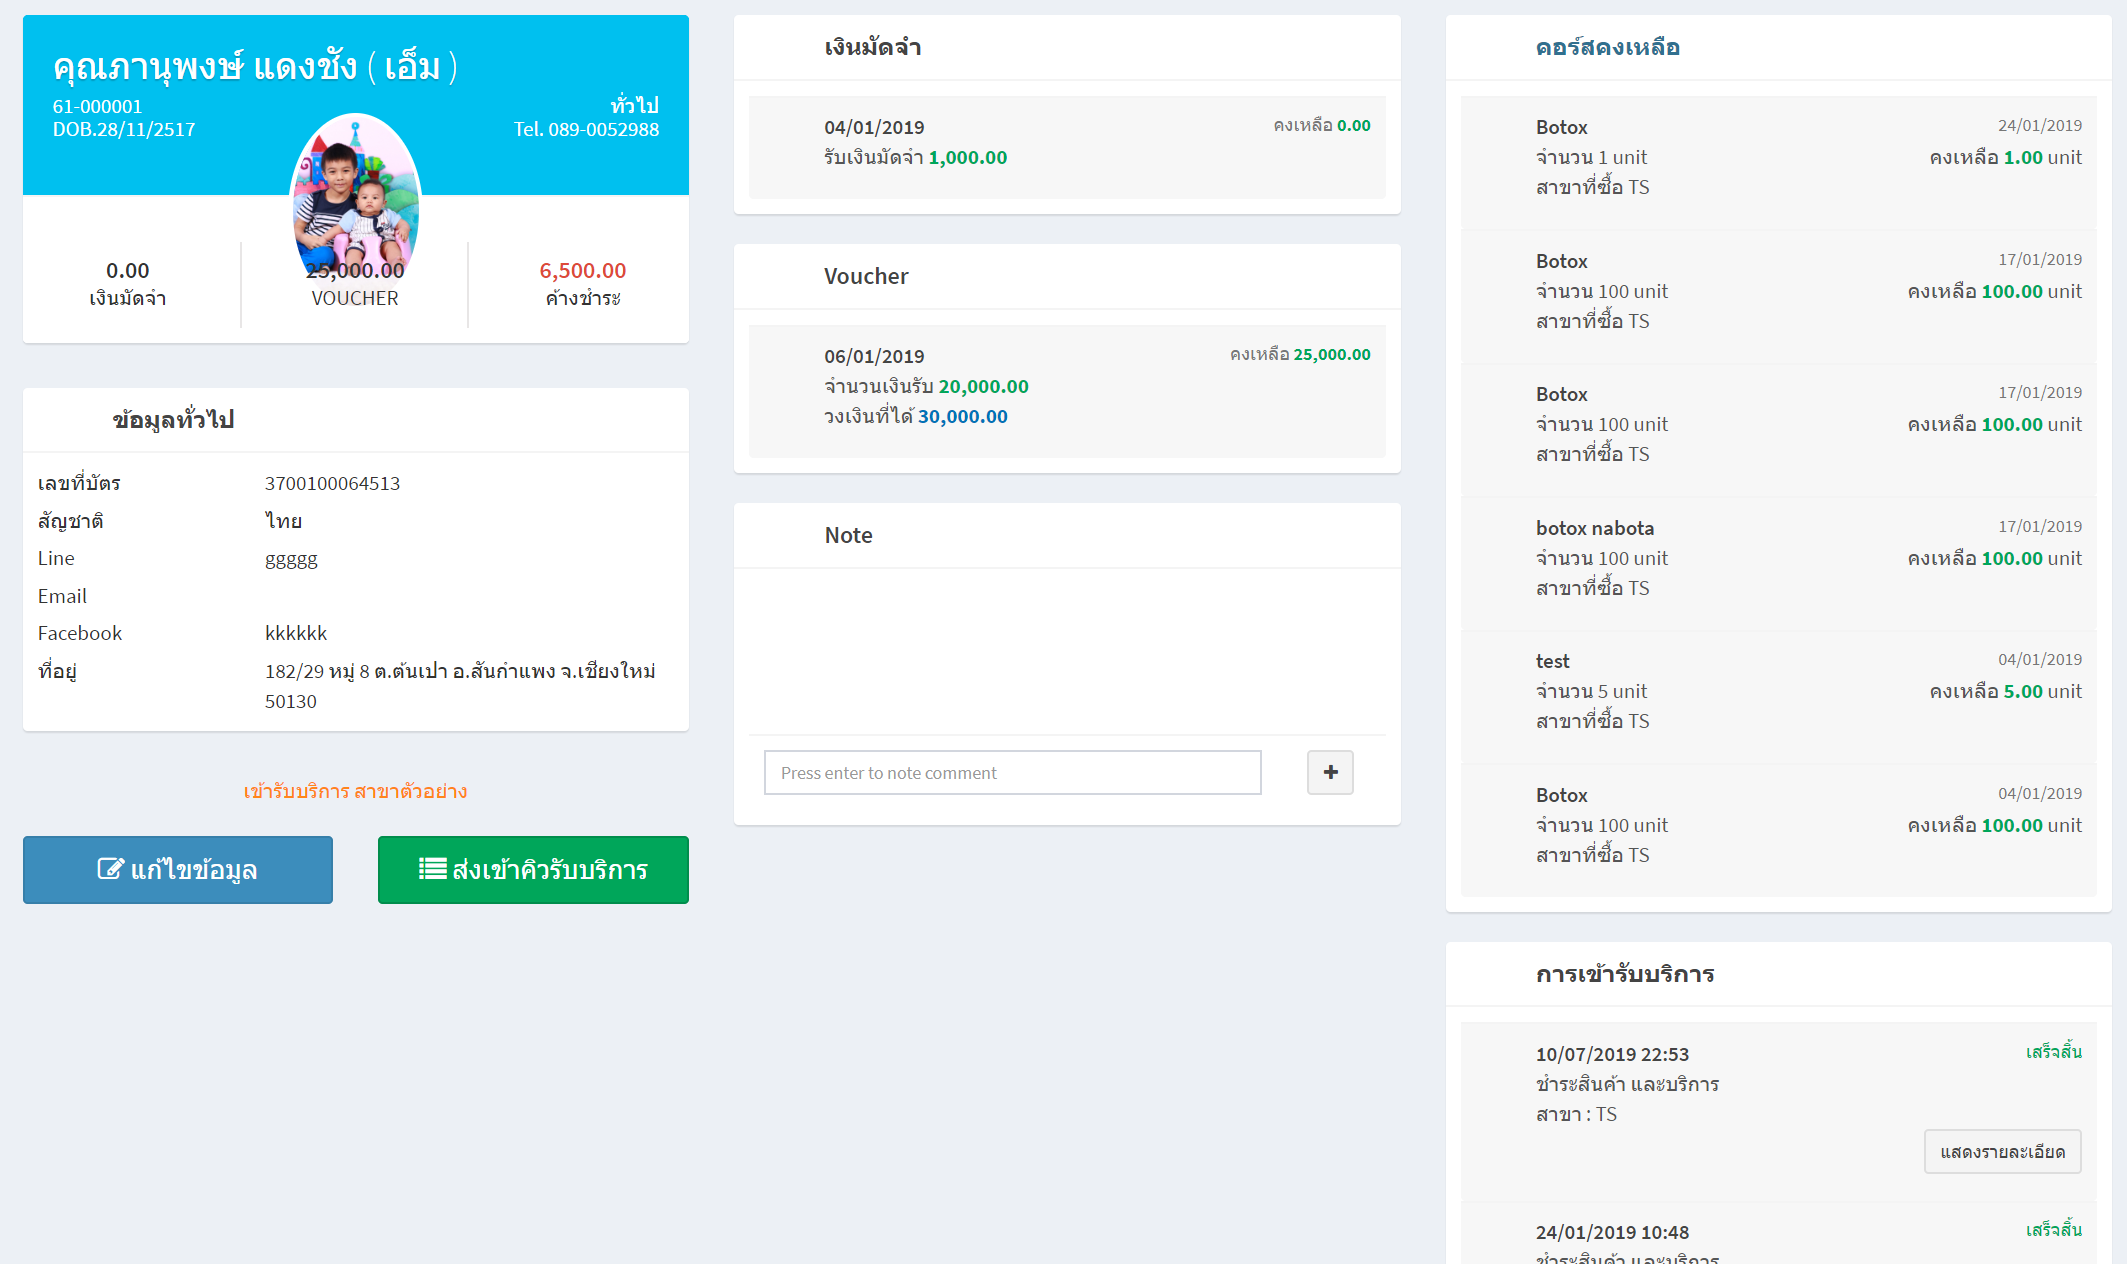 คุณภานุพงษ์ แดงชัง ( เอ็ม )
61-000001
ทั่วไป
DOB.28/11/2517
Tel. 089-0052988
0.00
เงินมัดจำ
25,000.00
VOUCHER
6,500.00
ค้างชำระ
ข้อมูลทั่วไป
เลขที่บัตร 3700100064513
สัญชาติ ไทย
Line ggggg
Email
Facebook kkkkkk
ที่อยู่ 182/29 หมู่ 8 ต.ต้นเปา อ.สันกำแพง จ.เชียงใหม่
50130
เข้ารับบริการ สาขาตัวอย่าง
แก้ไขข้อมูล
ส่งเข้าคิวรับบริการ
เงินมัดจำ
04/01/2019
คงเหลือ 0.00
รับเงินมัดจำ 1,000.00
Voucher
06/01/2019
คงเหลือ 25,000.00
จำนวนเงินรับ 20,000.00
วงเงินที่ได้ 30,000.00
Note
Press enter to note comment
คอร์สคงเหลือ
Botox
24/01/2019
จำนวน 1 unit
คงเหลือ 1.00 unit
สาขาที่ซื้อ TS
Botox
17/01/2019
จำนวน 100 unit
คงเหลือ 100.00 unit
สาขาที่ซื้อ TS
Botox
17/01/2019
จำนวน 100 unit
คงเหลือ 100.00 unit
สาขาที่ซื้อ TS
botox nabota
17/01/2019
จำนวน 100 unit
คงเหลือ 100.00 unit
สาขาที่ซื้อ TS
test
04/01/2019
จำนวน 5 unit
คงเหลือ 5.00 unit
สาขาที่ซื้อ TS
Botox
04/01/2019
จำนวน 100 unit
คงเหลือ 100.00 unit
สาขาที่ซื้อ TS
การเข้ารับบริการ
10/07/2019 22:53
เสร็จสิ้น
ชำระสินค้า และบริการ
สาขา : TS
แสดงรายละเอียด
24/01/2019 10:48
เสร็จสิ้น
ชำระสินค้า และบริการ